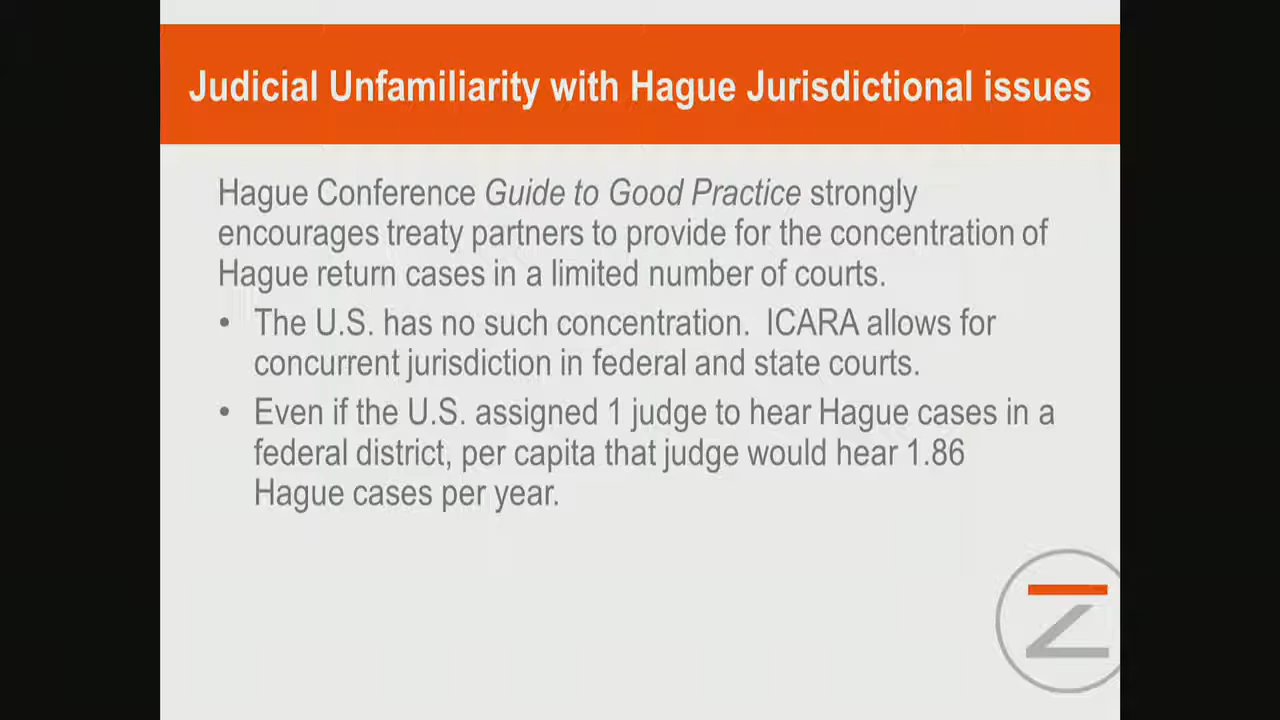 Judicial Unfamiliarity with Hague Jurisdictional issues
Hague Conference Guide to Good Practice strongly
encourages treaty partners to provide for the concentration of
Hague return cases in a limited number of courts.
• The U.S. has no such concentration.  ICARA allows for
concurrent jurisdiction in federal and state courts.
• Even if the U.S. assigned 1 judge to hear Hague cases in a
federal district, per capita that judge would hear 1.86
Hague cases per year.
Z